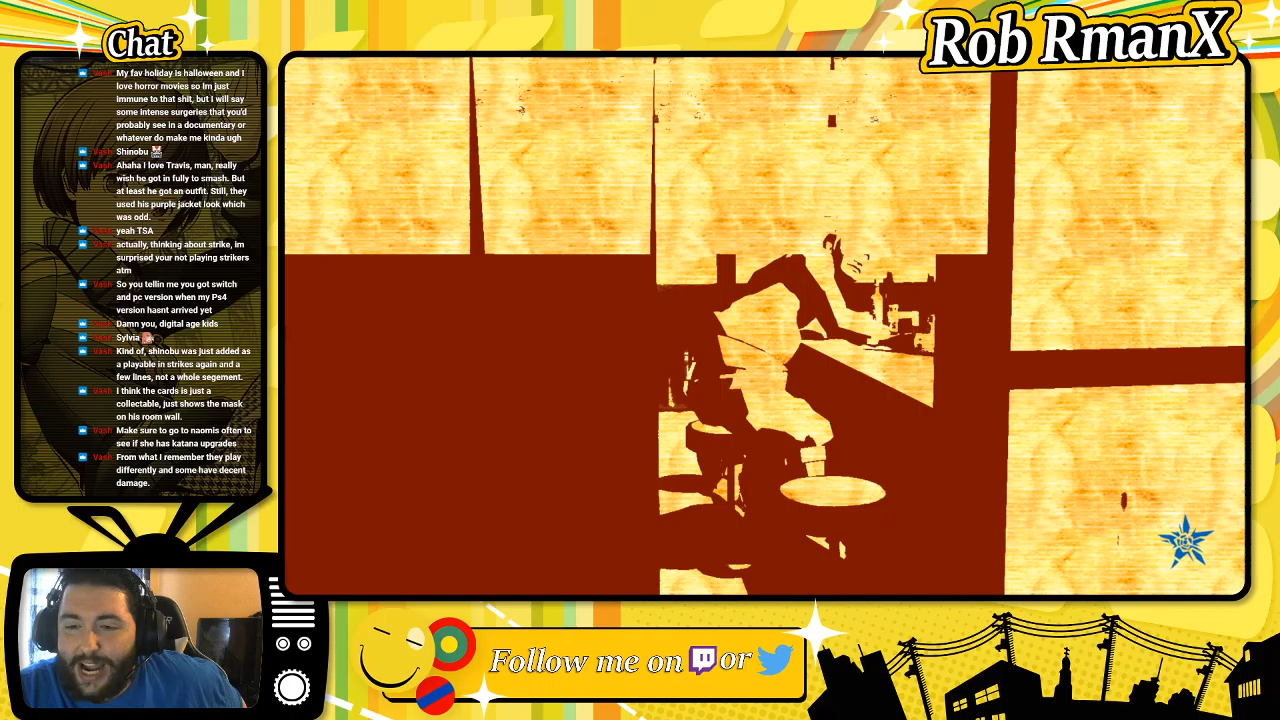 Chat
Rob RmanX
Vash My fav holiday is halloween and I
love horror movies so Im just
immune to that shit, but I will say
some intense surgeries that you'd
probably see in a documentary or
whatever do make me kinda ugh
Vash Shinobu
Vash Ahaha I love Travis, man, really
wish he got in fully to smash. But
at least he got an outfit. Still, they
used his purple jacket look which
was odd.
Vash yeah TSA
Vash actually thinking about strike, im
surprised your not playing strikers
atm
Vash So you tellin me you got switch
and pc version when my Ps4
version hasnt arrived yet
Vash Damn you, digital age kids
Vash Sylvia
Vash Kind of, shinobu was just added as
a playable in strikes again and a
few lines, not a whole segement.
Vash I think the cards is just a
collectable, just shows the mask
on his room wall.
Vash Make sure to go to naomis often to
see if she has katana upgrades
Vash From what I remember they play
differently and some have decent
damage.
Follow me on or